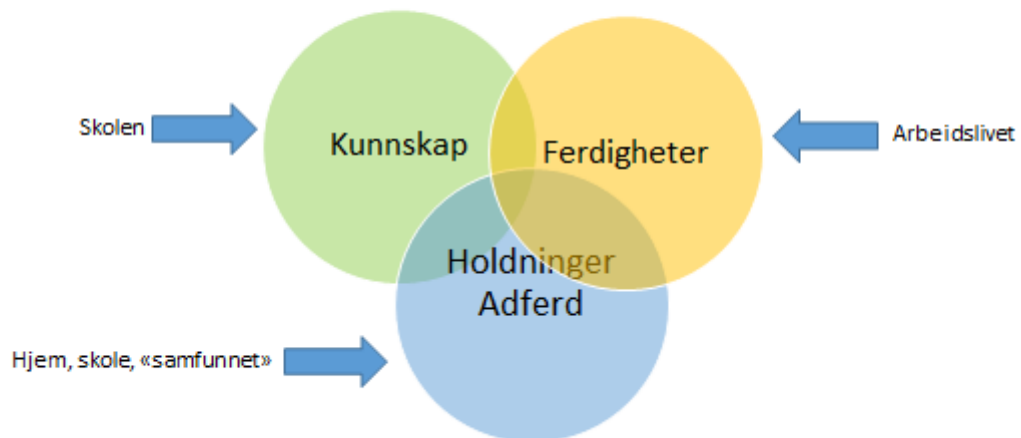 Skolen
Kunnskap
Ferdigheter
Arbeidslivet
Holdninger
Adferd
Hjem, skole, «samfunnet»